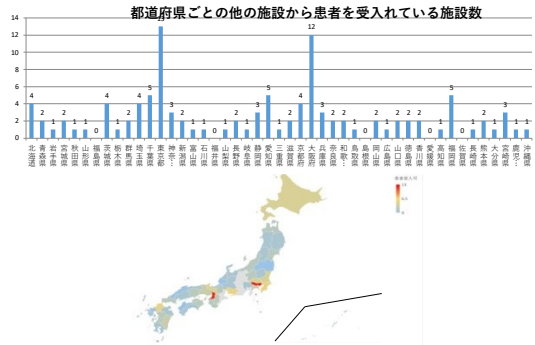 都道府県ごとの他の施設から患者を受入れている施設数
14
12
10
8
6
4
2
0
4 2 1 2 1 1 0 4 1 2 4 5 13 3 2 1 1 0 1 2 1 3 5 1 2 4 12 3 2 2 1 0 2 1 2 2 2 0 1 5 0 1 2 1 3 1 1
北海道
青森県
岩手県
宮城県
秋田県
山形県
福島県
茨城県
栃木県
群馬県
埼玉県
千葉県
東京都
神奈…
新潟県
富山県
石川県
福井県
山梨県
長野県
岐阜県
静岡県
愛知県
三重県
滋賀県
京都府
大阪府
兵庫県
奈良県
和歌…
鳥取県
島根県
岡山県
広島県
山口県
徳島県
香川県
愛媛県
高知県
福岡県
佐賀県
長崎県
熊本県
大分県
宮崎県
鹿児…
沖縄県